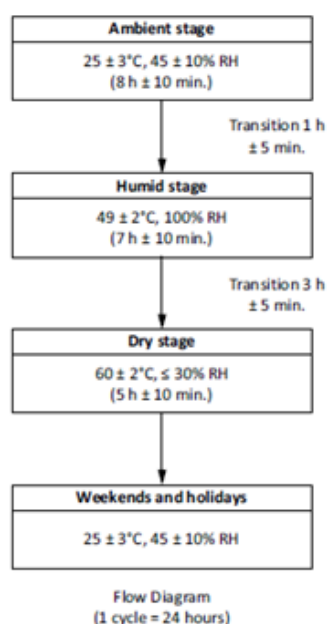 Ambient stage
25 ± 3°C, 45 ± 10% RH
(8 h ± 10 min.)
Transition 1 h
± 5 min.
Humid stage
49 ± 2°C, 100% RH
(7 h ± 10 min.)
Transition 3 h
± 5 min.
Dry stage
60 ± 2°C, ≤ 30% RH
(5 h ± 10 min.)
Weekends and holidays
25 ± 3°C, 45 ± 10% RH
Flow Diagram
(1 cycle = 24 hours)